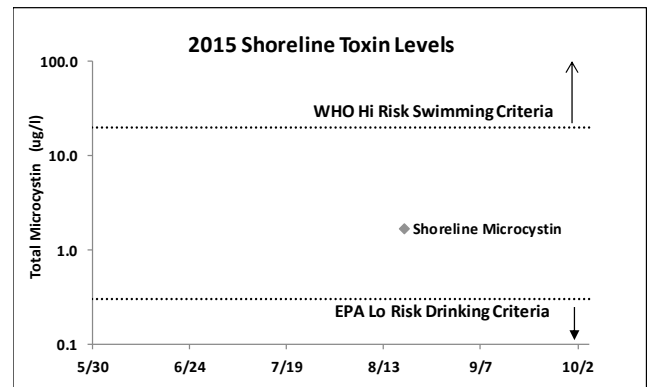 2015 Shoreline Toxin Levels
Total Microcystin (ug/l)
100.0
10.0
1.0
0.1
WHO Hi Risk Swimming Criteria
Shoreline Microcystin
EPA Lo Risk Drinking Criteria
5/30 6/24 7/19 8/13 9/7 10/2